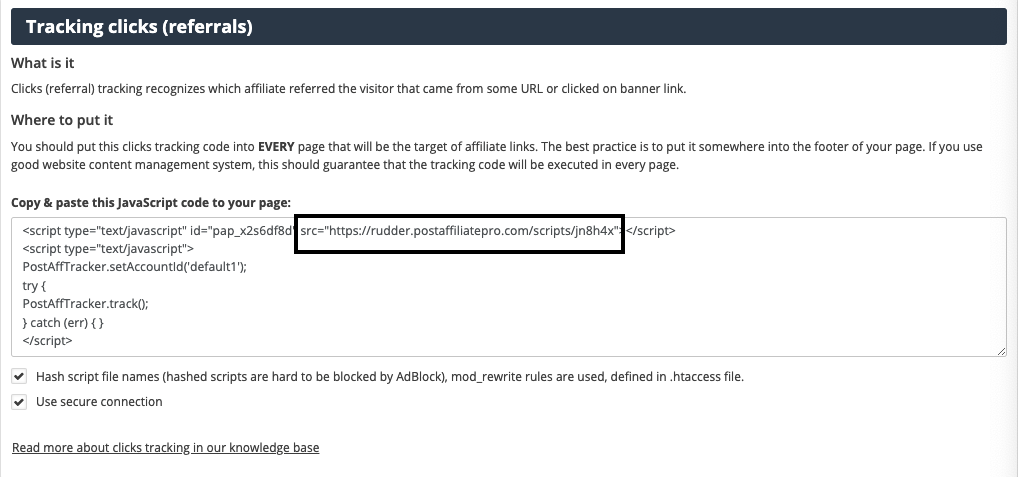 Tracking clicks (referrals)
What is it
Clicks (referral) tracking recognizes which affiliate referred the visitor that came from some URL or clicked on banner link.
Where to put it
You should put this clicks tracking code into EVERY page that will be the target of affiliate links. The best practice is to put it somewhere into the footer of your page. If you use
good website content management system, this should guarantee that the tracking code will be executed in every page.
Copy & paste this JavaScript code to your page:
<script type="text/javascript" id="pap_x2s6df8d" src="https://rudder.postaffiliatepro.com/scripts/jn8h4x"></script>
<script type="text/javascript">
PostAffTracker.setAccountId('default1');
try {
PostAffTracker.track();
} catch (err) { }
</script>
Hash script file names (hashed scripts are hard to be blocked by AdBlock), mod_rewrite rules are used, defined in .htaccess file.
Use secure connection
Read more about clicks tracking in our knowledge base